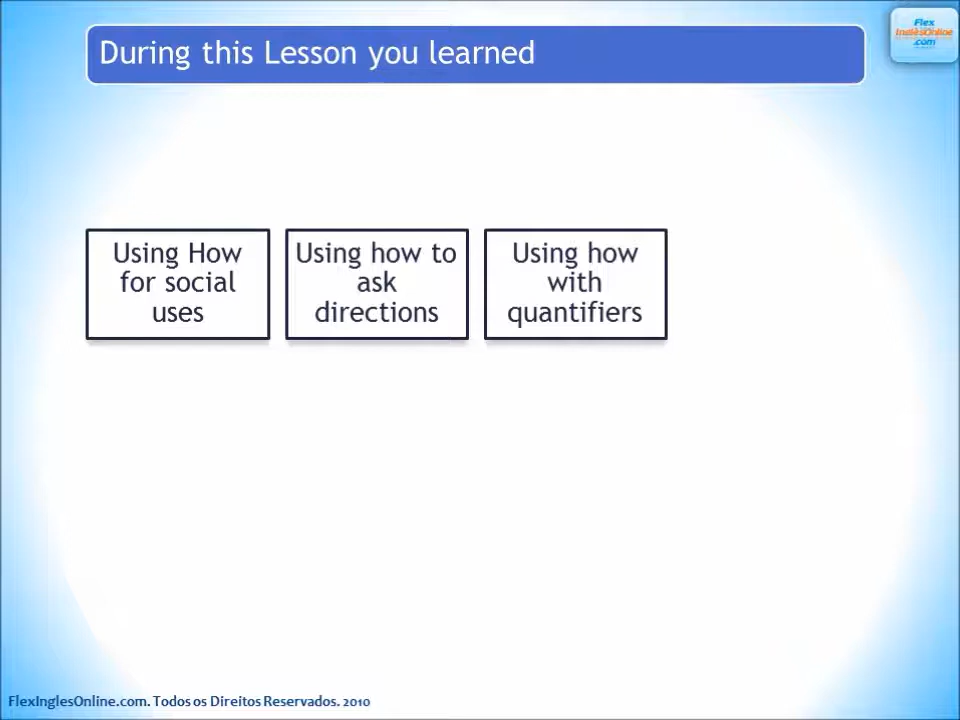 During this Lesson you learned
Flex
InglesOnline
.com
Using How
for social
uses
Using how to
ask
directions
Using how
with
quantifiers
FlexInglesOnline.com. Todos os Direitos Reservados. 2010